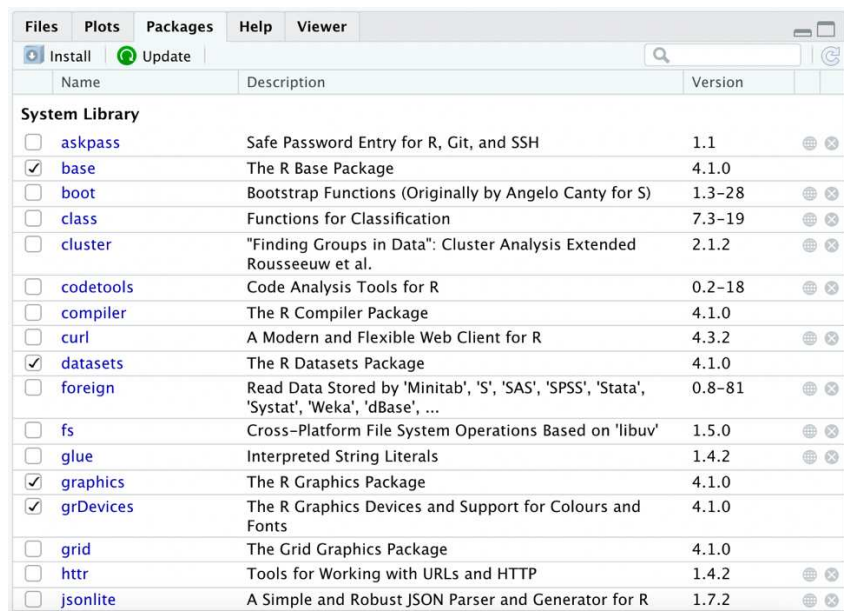 Files Plots Packages Help Viewer
Install Update
Name Description Version
System Library
askpass Safe Password Entry for R, Git, and SSH 1.1
base The R Base Package 4.1.0
boot Bootstrap Functions (Originally by Angelo Canty for S) 1.3-28
class Functions for Classification 7.3-19
cluster "Finding Groups in Data": Cluster Analysis Extended 2.1.2
Rousseeuw et al.
codetools Code Analysis Tools for R 0.2-18
compiler The R Compiler Package 4.1.0
curl A Modern and Flexible Web Client for R 4.3.2
datasets The R Datasets Package 4.1.0
foreign Read Data Stored by 'Minitab', 'S', 'SAS', 'SPSS', 'Stata', 0.8-81
'Systat', 'Weka', 'dBase', ...
fs Cross-Platform File System Operations Based on 'libuv' 1.5.0
glue Interpreted String Literals 1.4.2
graphics The R Graphics Package 4.1.0
grDevices The R Graphics Devices and Support for Colours and 4.1.0
Fonts
grid The Grid Graphics Package 4.1.0
httr Tools for Working with URLs and HTTP 1.4.2
jsonlite A Simple and Robust JSON Parser and Generator for R 1.7.2